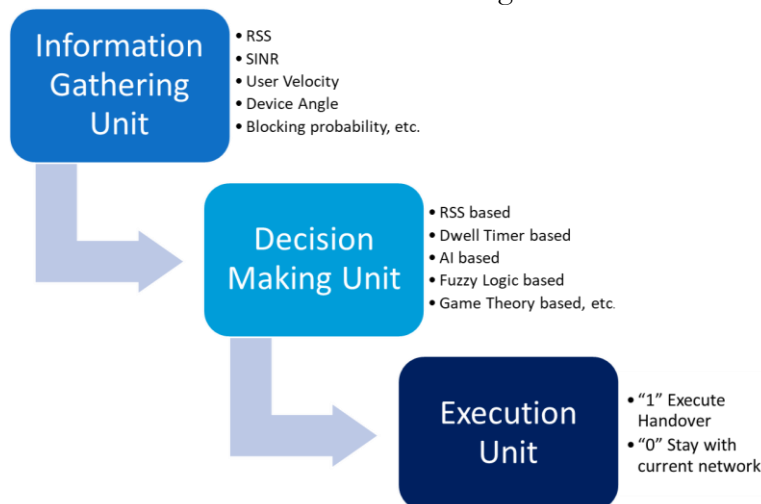 Information
Gathering
Unit
• RSS
• SINR
• User Velocity
• Device Angle
• Blocking probability, etc.
Decision
Making Unit
• RSS based
• Dwell Timer based
• AI based
• Fuzzy Logic based
• Game Theory based, etc.
Execution
Unit
• “1” Execute
Handover
• “0” Stay with
current network